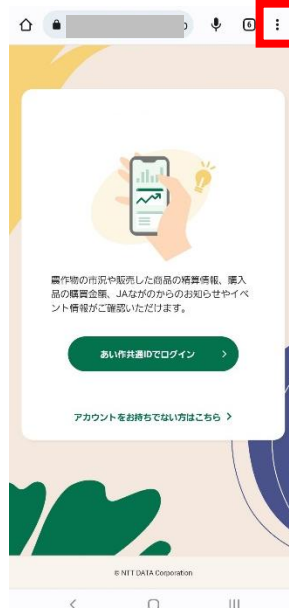 6
農作物の市況や販売した商品の精算情報、購入
品の購買金額、JAながのからのお知らせやイベ
ント情報がご確認いただけます。
あい作共通IDでログイン
アカウントをお持ちでない方はこちら
© NTT DATA Corporation